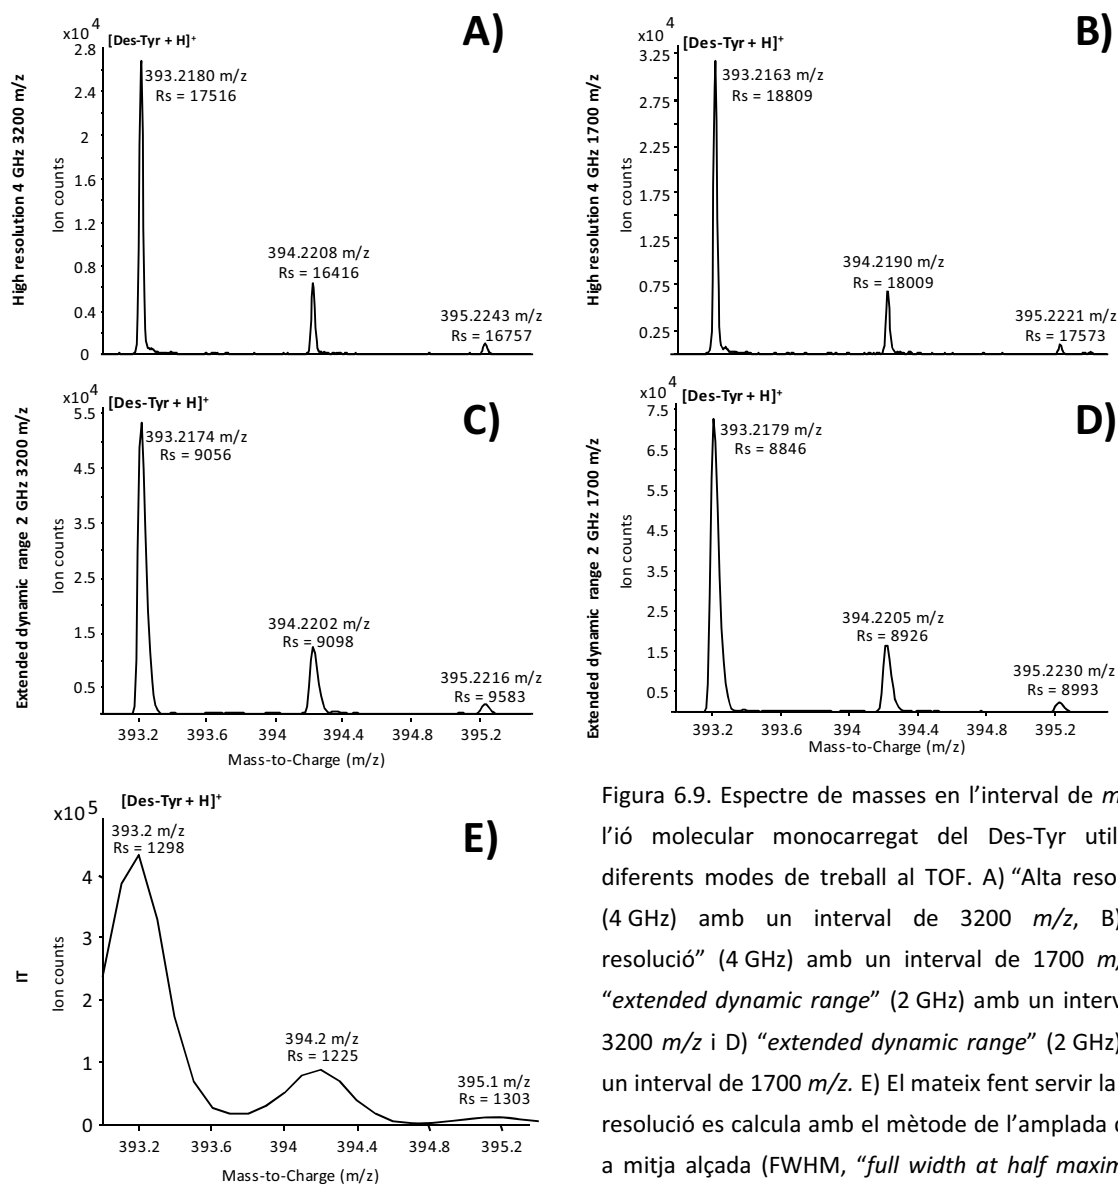 A)
x10⁴
[Des-Tyr + H]⁺
2.8
2.4
2
1.6
1.2
0.8
0.4
0
High resolution 4 GHz 3200 m/z
Ion counts
393.2180 m/z
Rs = 17516
394.2208 m/z
Rs = 16416
395.2243 m/z
Rs = 16757
B)
x10⁴
[Des-Tyr + H]⁺
3.25
2.75
2.25
1.75
1.25
0.75
0.25
High resolution 4 GHz 1700 m/z
Ion counts
393.2163 m/z
Rs = 18809
394.2190 m/z
Rs = 18009
395.2221 m/z
Rs = 17573
C)
x10⁴
[Des-Tyr + H]⁺
5.5
4.5
3.5
2.5
1.5
0.5
Extended dynamic range 2 GHz 3200 m/z
Ion counts
393.2174 m/z
Rs = 9056
394.2202 m/z
Rs = 9098
395.2216 m/z
Rs = 9583
393.2 393.6 394 394.4 394.8 395.2
Mass-to-Charge (m/z)
D)
x10⁴
[Des-Tyr + H]⁺
7.5
6.5
5.5
4.5
3.5
2.5
1.5
0.5
Extended dynamic range 2 GHz 1700 m/z
Ion counts
393.2179 m/z
Rs = 8846
394.2205 m/z
Rs = 8926
395.2230 m/z
Rs = 8993
393.2 393.6 394 394.4 394.8 395.2
Mass-to-Charge (m/z)
E)
x10⁵
[Des-Tyr + H]⁺
4
3
2
1
0
IT
Ion counts
393.2 m/z
Rs = 1298
394.2 m/z
Rs = 1225
395.1 m/z
Rs = 1303
393.2 393.6 394 394.4 394.8 395.2
Mass-to-Charge (m/z)
Figura 6.9. Espectre de masses en l'interval de
l'ió molecular monocarregat del Des-Tyr
diferents modes de treball al TOF. A) "Alta
(4 GHz) amb un interval de 3200 m/z, B)
resolució" (4 GHz) amb un interval de 1700
"extended dynamic range" (2 GHz) amb un
3200 m/z i D) "extended dynamic range" (2 GHz)
un interval de 1700 m/z. E) El mateix fent servir la
resolució es calcula amb el mètode de l'amplada
a mitja alçada (FWHM, "full width at half